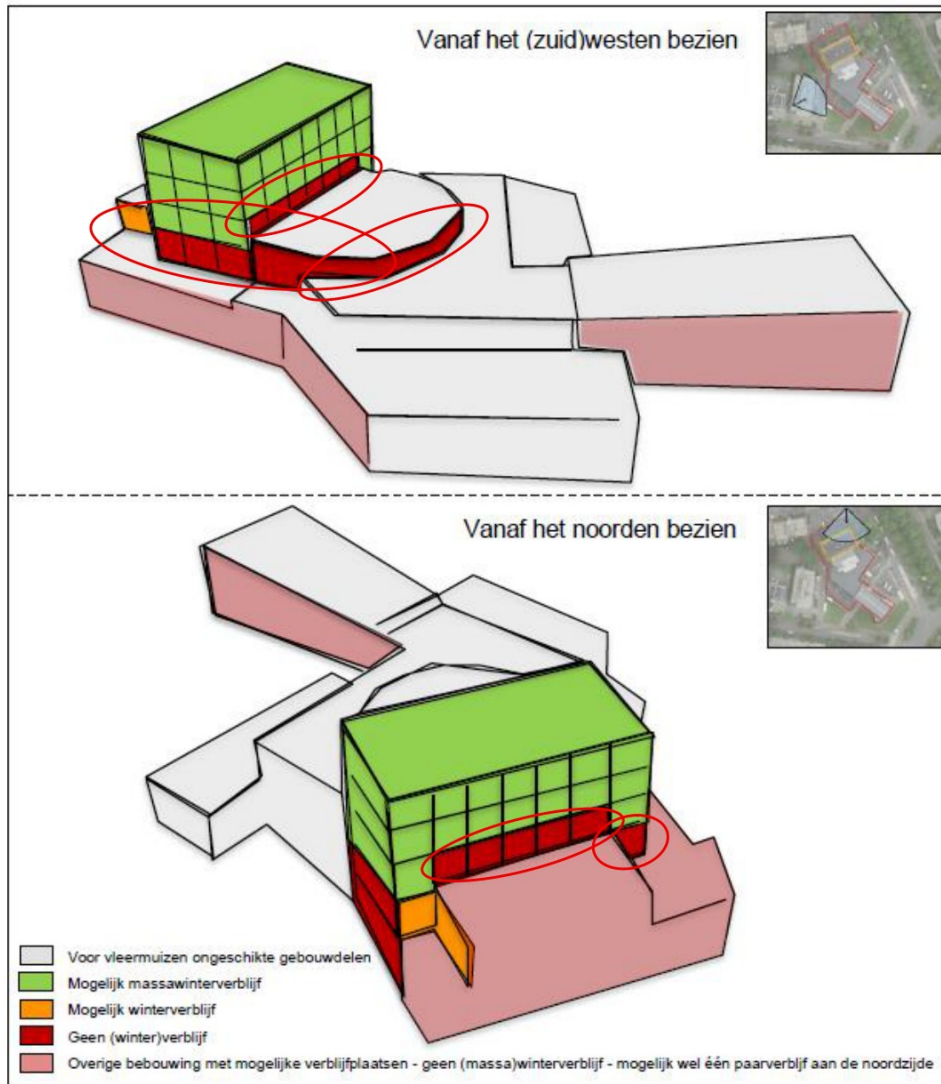 Vanaf het (zuid)westen bezien
Vanaf het noorden bezien
Voor vleermuizen ongeschikte gebouwdelen
Mogelijk massawinterverblijf
Mogelijk winterverblijf
Geen (winter)verblijf
Overige bebouwing met mogelijke verblijfplaatsen - geen (massa)winterverblijf - mogelijk wel één paarverbljf aan de noordzijde